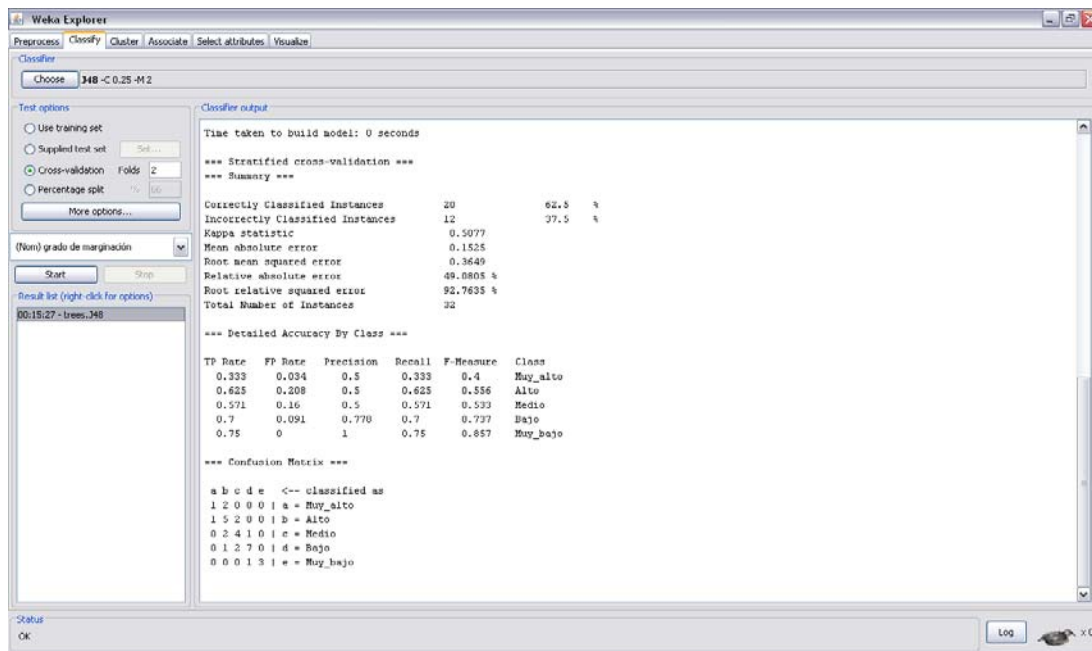 Weka Explorer
Preprocess Classify Cluster Associate Select attributes Visualize
Classifier
Choose J48 -C 0.25 -M 2
Test options
Use training set
Supplied test set Set...
Cross-validation Folds 2
Percentage split % 66
More options...
(Nom) grado de marginación
Start Stop
Result list (right-click for options)
00:15:27 - trees.J48
Classifier output
Time taken to build model: 0 seconds
=== Stratified cross-validation ===
=== Summary ===
Correctly Classified Instances 20 62.5 %
Incorrectly Classified Instances 12 37.5 %
Kappa statistic 0.5077
Mean absolute error 0.1525
Root mean squared error 0.3649
Relative absolute error 49.0805 %
Root relative squared error 92.7635 %
Total Number of Instances 32
=== Detailed Accuracy By Class ===
TP Rate FP Rate Precision Recall F-Measure Class
0.333 0.034 0.5 0.333 0.4 Muy_alto
0.625 0.208 0.5 0.625 0.556 Alto
0.571 0.16 0.5 0.571 0.533 Medio
0.7 0.091 0.778 0.7 0.737 Bajo
0.75 0 1 0.75 0.857 Muy_bajo
=== Confusion Matrix ===
a b c d e <-- classified as
1 2 0 0 0 | a = Muy_alto
1 5 2 0 0 | b = Alto
0 2 4 1 0 | c = Medio
0 1 2 7 0 | d = Bajo
0 0 0 1 3 | e = Muy_bajo
Status
OK
Log
x 0